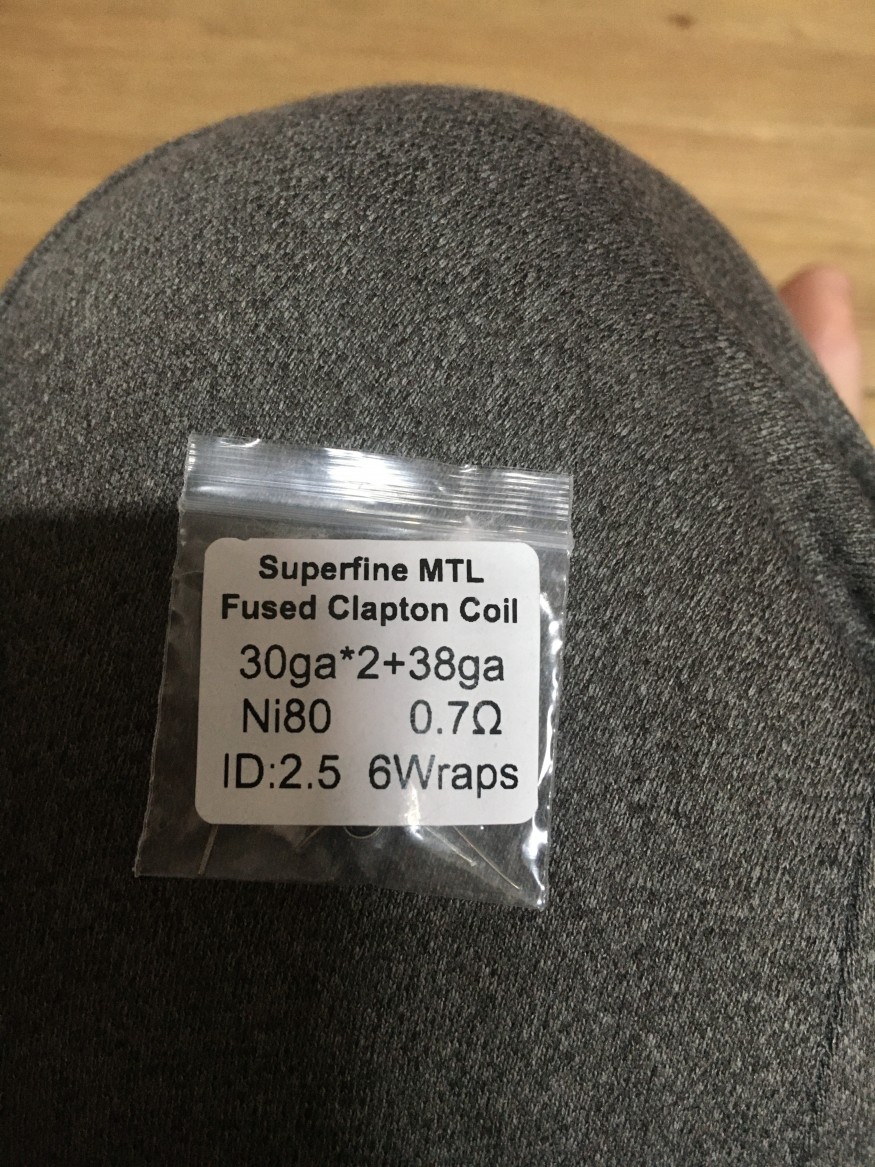 Superfine MTL
Fused Clapton Coil
30ga*2+38ga
Ni80 0.7Ω
ID:2.5 6Wraps